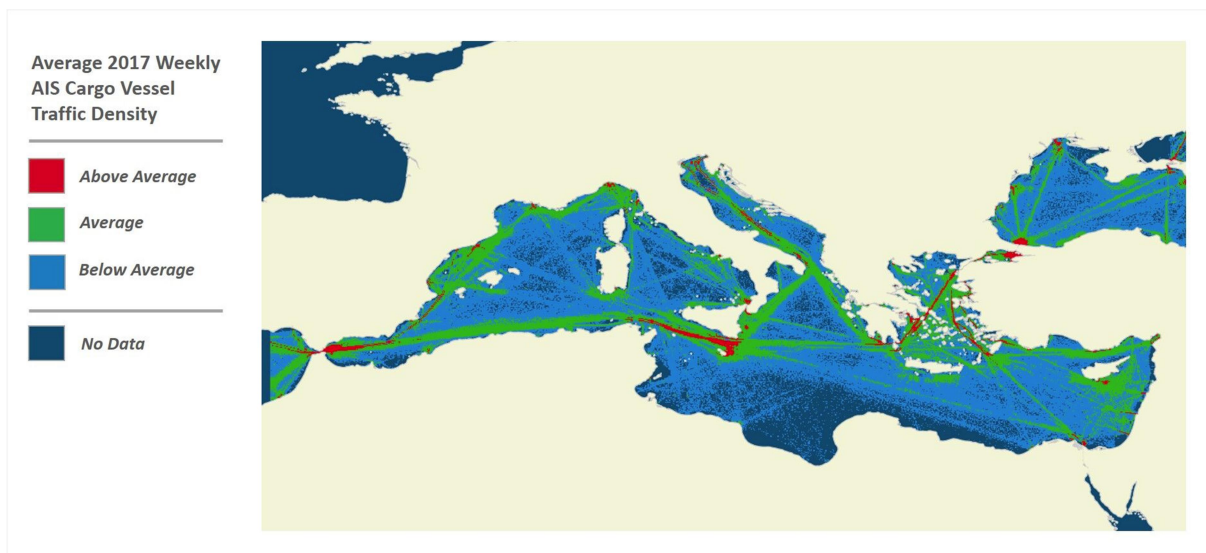 Average 2017 Weekly
AIS Cargo Vessel
Traffic Density
Above Average
Average
Below Average
No Data